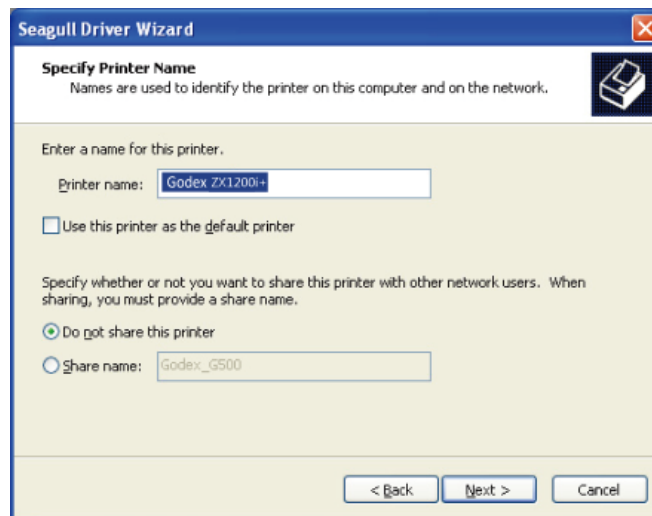 Seagull Driver Wizard
Specify Printer Name
Names are used to identify the printer on this computer and on the network.
Enter a name for this printer.
Printer name: Godex ZX1200i+
Use this printer as the default printer
Specify whether or not you want to share this printer with other network users. When
sharing, you must provide a share name.
Do not share this printer
Share name: Godex_G500
< Back Next > Cancel